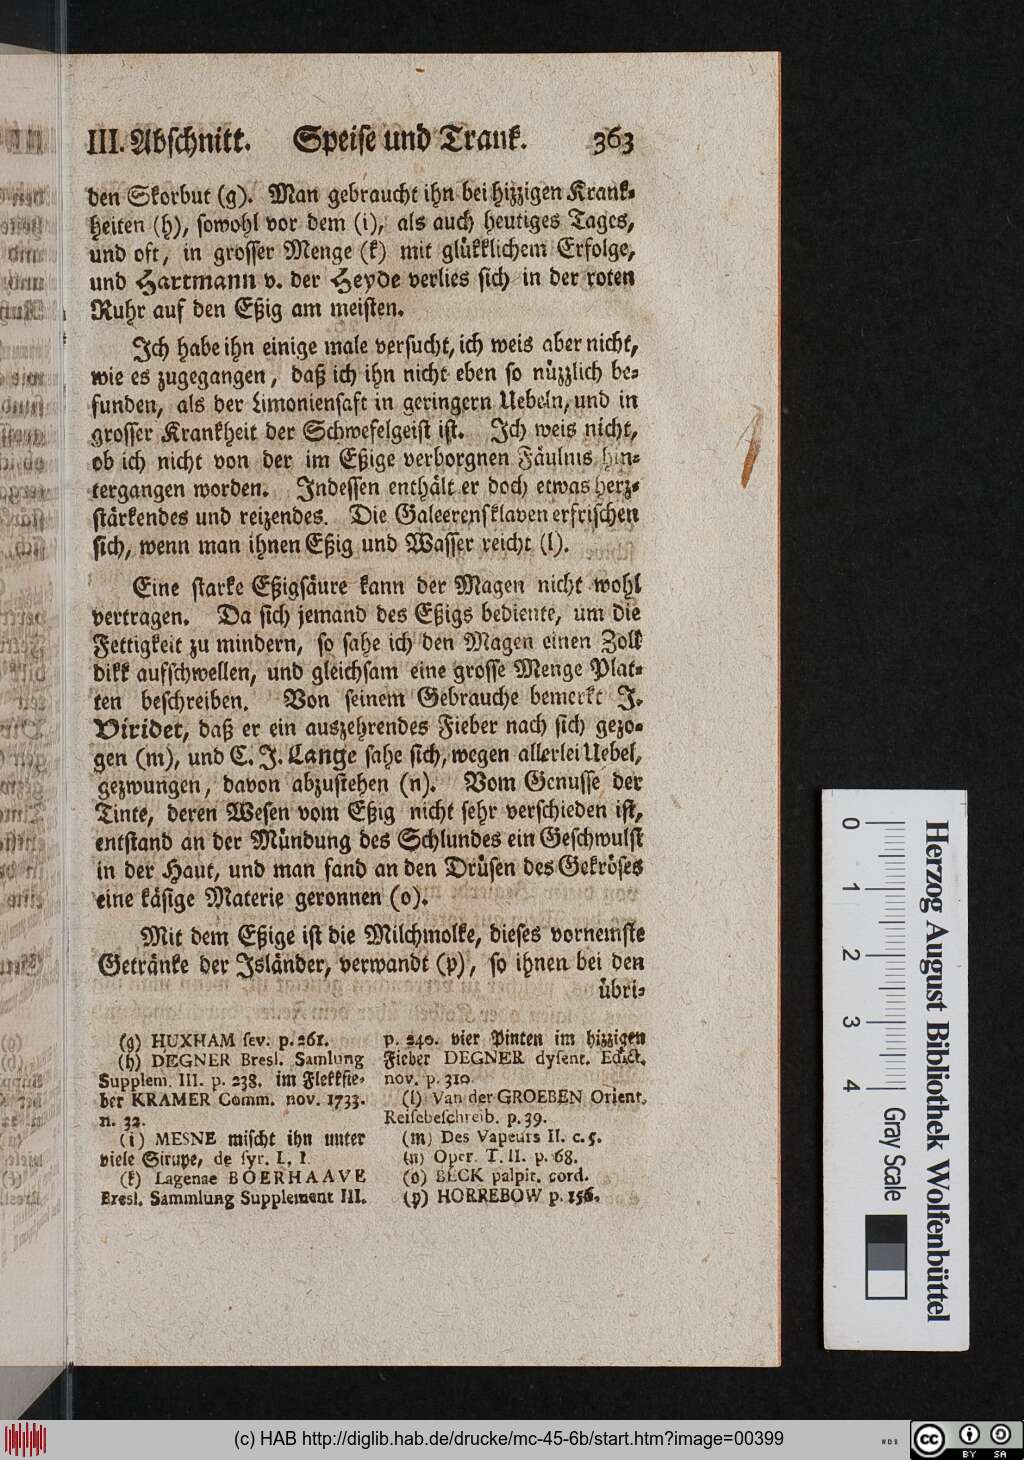 III. Abschnitt. Speise und Trank. 363
den Skorbut (g). Man gebraucht ihn bei hizzigen Krank-
heiten (h), sowohl vor dem (i), als auch heutiges Tages,
und oft, in grosser Menge (k) mit glükklichem Erfolge,
und Hartmann v. der Heyde verlies sich in der roten
Ruhr auf den Eßig am meisten.
Ich habe ihn einige male versucht, ich weis aber nicht,
wie es zugegangen, daß ich ihn nicht eben so nüzzlich be-
funden, als der Limoniensaft in geringern Uebeln, und in
grosser Krankheit der Schwefelgeist ist. Ich weis nicht,
ob ich nicht von der im Eßige verborgnen Fäulnis hin-
tergangen worden. Indessen enthält er doch etwas herz-
stärkendes und reizendes. Die Galeerensklaven erfrischen
sich, wenn man ihnen Eßig und Wasser reicht (l).
Eine starke Eßigsäure kann der Magen nicht wohl
vertragen. Da sich jemand des Eßigs bediente, um die
Fettigkeit zu mindern, so sahe ich den Magen einen Zoll
dikk aufschwellen, und gleichsam eine grosse Menge Plat-
ten beschreiben. Von seinem Gebrauche bemerkt J.
Viridet, daß er ein auszehrendes Fieber nach sich gezo-
gen (m), und C. J. Lange sahe sich, wegen allerlei Uebel,
gezwungen, davon abzustehen (n). Vom Genusse der
Tinte, deren Wesen vom Eßig nicht sehr verschieden ist,
entstand an der Mündung des Schlundes ein Geschwulst
in der Haut, und man fand an den Drüsen des Gekröses
eine käsige Materie geronnen (o).
Mit dem Eßige ist die Milchmolke, dieses vornemste
Getränke der Isländer, verwandt (p), so ihnen bei den
übri-
(g) HUXHAM fev. p. 261.
(h) DEGNER Bresl. Samlung
Supplem. III. p. 238. im Flekkfie-
ber KRAMER Comm. nov. 1733.
n. 32.
(i) MESNE mischt ihn unter
viele Sirupe, de syr. L. I.
(k) Lagenae BOERHAAVE
Bresl. Sammlung Supplement III.
p. 240. vier Pinten im hizzigen
Fieber DEGNER dysent. Edict.
nov. p. 310.
(l) Van der GROEBEN Orient.
Reisebeschreib. p. 39.
(m) Des Vapeurs II. c. 5.
(n) Oper. T. II. p. 68.
(o) BECK palpit. cord.
(p) HORREBOW p. 156.
0 1 2 3 4 Gray Scale
Herzog August Bibliothek Wolfenbüttel
(c) HAB http://diglib.hab.de/drucke/mc-45-6b/start.htm?image=00399
cc BY SA